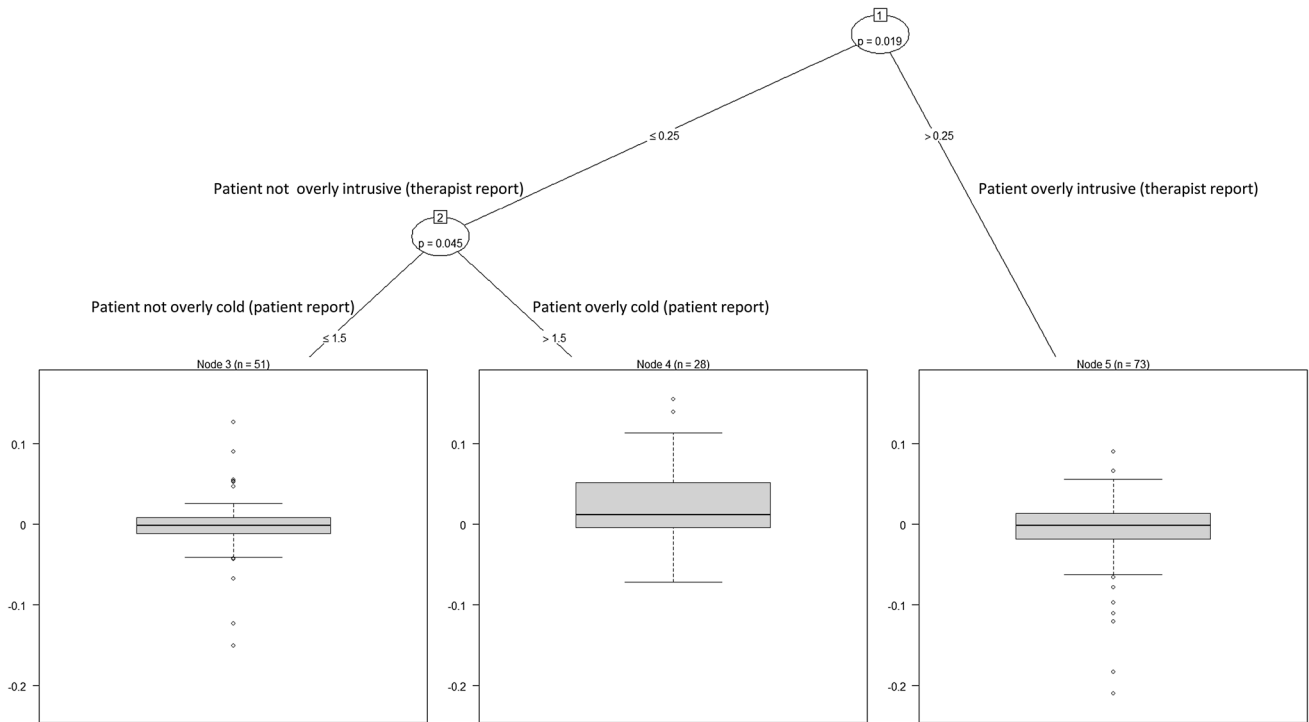 1
p = 0.019
≤ 0.25
> 0.25
Patient not overly intrusive (therapist report)
Patient overly intrusive (therapist report)
2
p = 0.045
Patient not overly cold (patient report)
Patient overly cold (patient report)
≤ 1.5
> 1.5
Node 3 (n = 51)
Node 4 (n = 28)
Node 5 (n = 73)
0.1
0
-0.1
-0.2
0.1
0
-0.1
-0.2
0.1
0
-0.1
-0.2